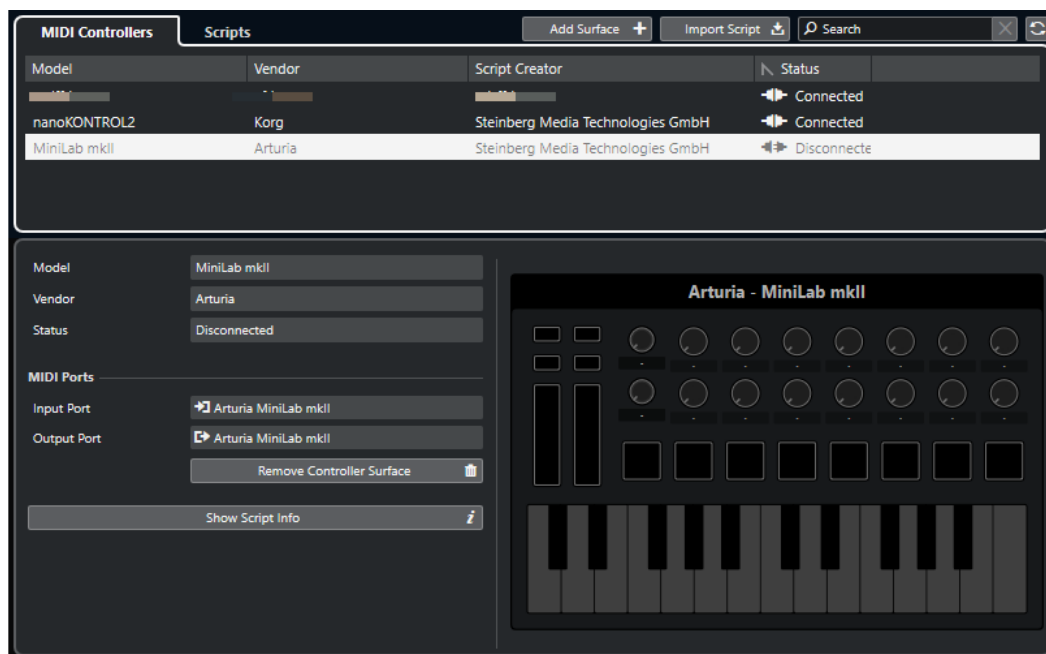 MIDI Controllers Scripts Add Surface Import Script Search
Model Vendor Script Creator Status
Connected
nanoKONTROL2 Korg Steinberg Media Technologies GmbH Connected
MiniLab mkII Arturia Steinberg Media Technologies GmbH Disconnecte
Model MiniLab mkII
Arturia - MiniLab mkII
Vendor Arturia
Status Disconnected
MIDI Ports
Input Port Arturia MiniLab mkII
Output Port Arturia MiniLab mkII
Remove Controller Surface
Show Script Info i